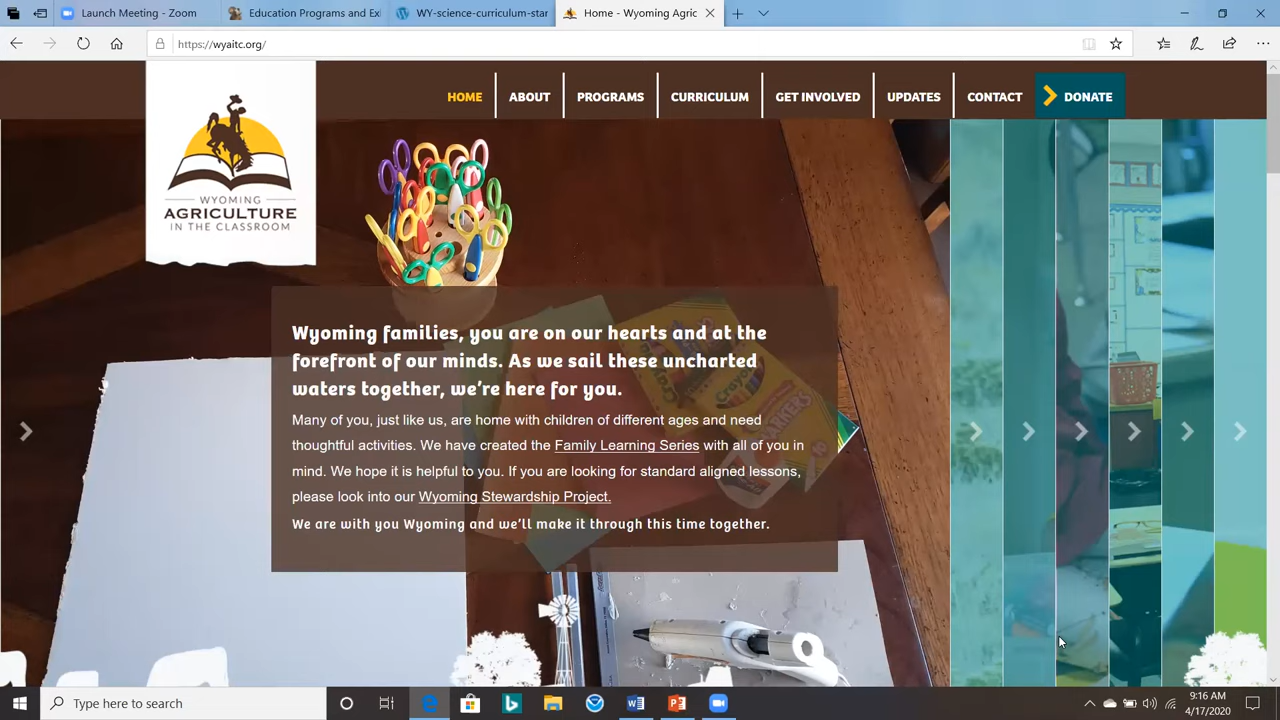 Launch Meeting - Zoom
Education Programs and Exl
WY-science-curriculum-star
Home - Wyoming Agric
https://wyaitc.org/
HOME
ABOUT
PROGRAMS
CURRICULUM
GET INVOLVED
UPDATES
CONTACT
DONATE
WYOMING
AGRICULTURE
IN THE CLASSROOM
Wyoming families, you are on our hearts and at the
forefront of our minds. As we sail these uncharted
waters together, we're here for you.
Many of you, just like us, are home with children of different ages and need
thoughtful activities. We have created the Family Learning Series with all of you in
mind. We hope it is helpful to you. If you are looking for standard aligned lessons,
please look into our Wyoming Stewardship Project.
We are with you Wyoming and we'll make it through this time together.
Crayola
MARKERS
Type here to search
9:16 AM
4/17/2020